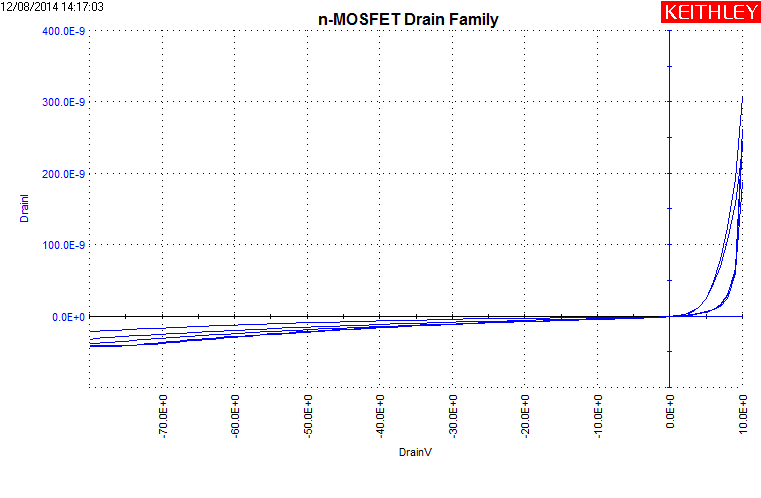 12/08/2014 14:17:03
n-MOSFET Drain Family
KEITHLEY
400.0E-9
300.0E-9
200.0E-9
100.0E-9
0.0E+0
DrainI
-70.0E+0
-60.0E+0
-50.0E+0
-40.0E+0
-30.0E+0
-20.0E+0
-10.0E+0
0.0E+0
10.0E+0
DrainV